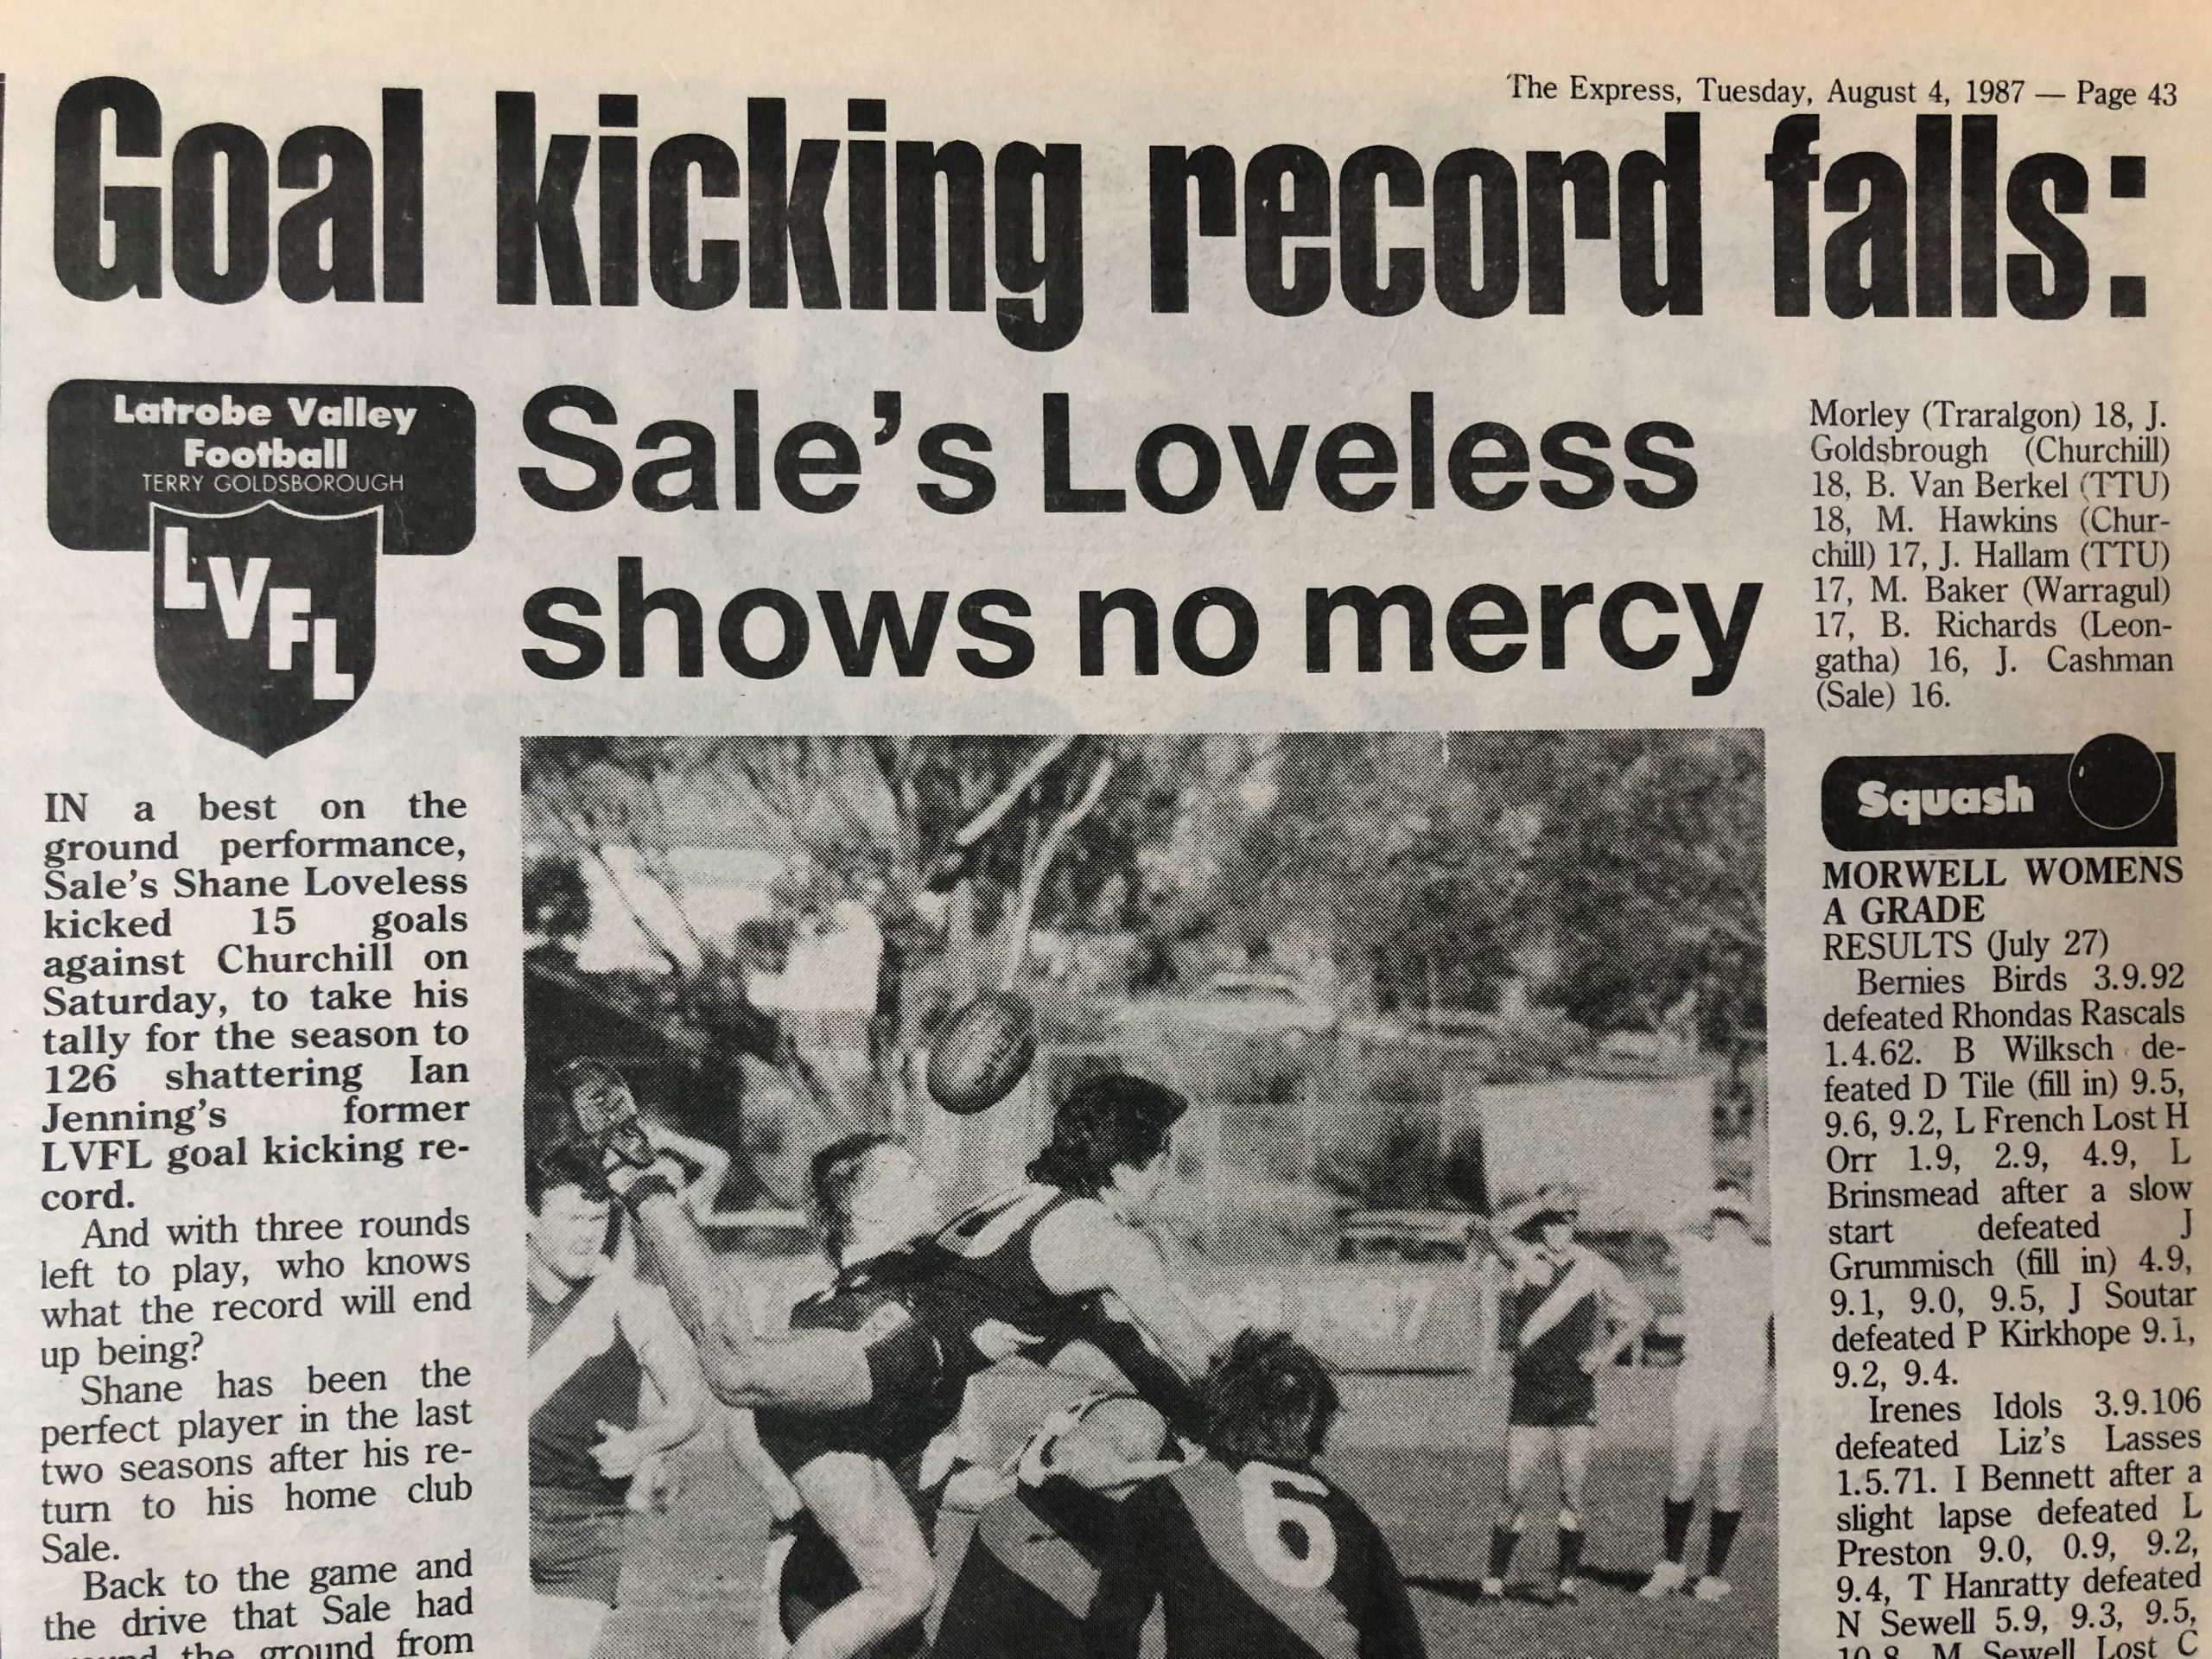 The Express, Tuesday, August 4, 1987 — Page 43
Goal kicking record falls:
Sale's Loveless
shows no mercy
Latrobe Valley
Football
TERRY GOLDSBOROUGH
LVFL
IN a best on the
ground performance,
Sale's Shane Loveless
kicked 15 goals
against Churchill on
Saturday, to take his
tally for the season to
126 shattering Ian
Jenning's former
LVFL goal kicking re-
cord.
And with three rounds
left to play, who knows
what the record will end
up being?
Shane has been the
perfect player in the last
two seasons after his re-
turn to his home club
Sale.
Back to the game and
the drive that Sale had
the ground from
6
Morley (Traralgon) 18, J.
Goldsbrough (Churchill)
18, B. Van Berkel (TTU)
18, M. Hawkins (Chur-
chill) 17, J. Hallam (TTU)
17, M. Baker (Warragul)
17, B. Richards (Leon-
gatha) 16, J. Cashman
(Sale) 16.
Squash
MORWELL WOMENS
A GRADE
RESULTS (July 27)
Bernies Birds 3.9.92
defeated Rhondas Rascals
1.4.62. B Wilksch de-
feated D Tile (fill in) 9.5,
9.6, 9.2, L French Lost H
Orr 1.9, 2.9, 4.9, L
Brinsmead after a slow
start defeated J
Grummisch (fill in) 4.9,
9.1, 9.0, 9.5, J Soutar
defeated P Kirkhope 9.1,
9.2, 9.4.
Irenes Idols 3.9.106
defeated Liz's Lasses
1.5.71. I Bennett after a
slight lapse defeated L
Preston 9.0, 0.9, 9.2,
9.4, T Hanratty defeated
N Sewell 5.9, 9.3, 9.5,
10.8, M Sewell Lost C